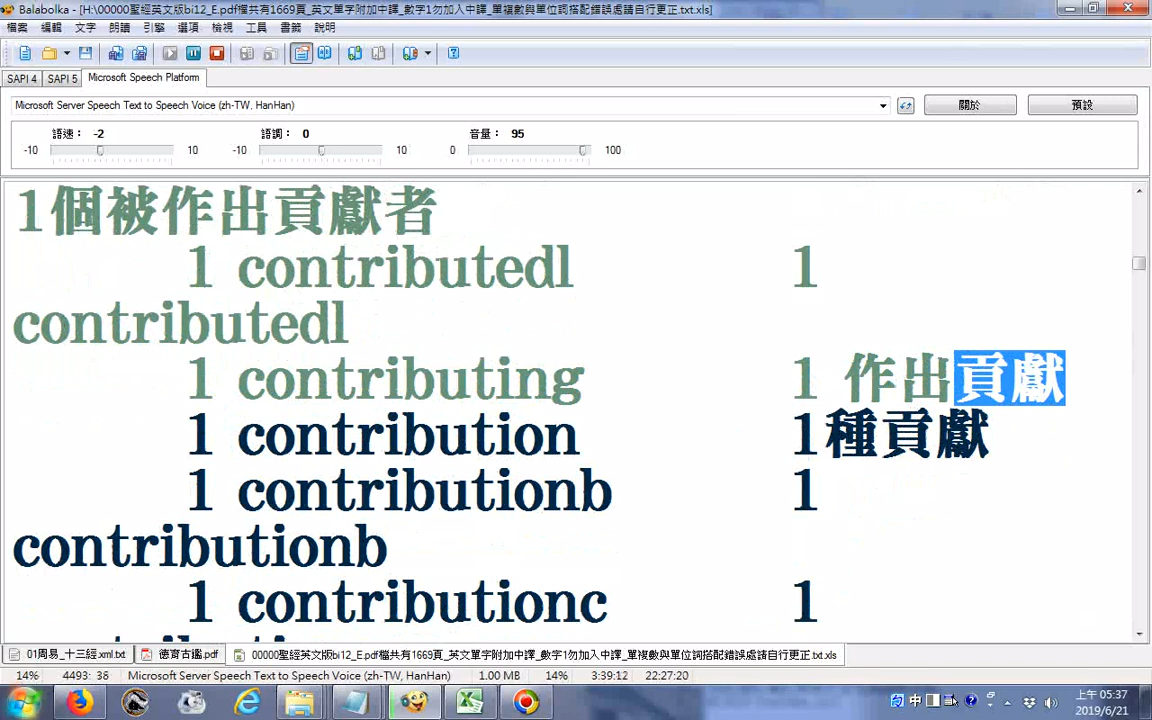 Balabolka - [H:\00000聖經英文版bi12_E.pdf檔共有1669頁_英文單字附加中譯_數字1勿加入中譯_單複數與單位詞搭配錯誤處請自行更正.txt.xls]
檔案 編輯 文字 朗讀 引擎 選項 檢視 工具 書籤 說明
SAPI 4 SAPI 5 Microsoft Speech Platform
Microsoft Server Speech Text to Speech Voice (zh-TW, HanHan) 關於 預設
語速： -2 語調： 0 音量： 95
-10 10 -10 10 0 100
1個被作出貢獻者
1 contributedl 1
contributedl
1 contributing 1 作出貢獻
1 contribution 1種貢獻
1 contributionb 1
contributionb
1 contributionc 1
01周易_十三經.xml.txt 德育古鑑.pdf 00000聖經英文版bi12_E.pdf檔共有1669頁_英文單字附加中譯_數字1勿加入中譯_單複數與單位詞搭配錯誤處請自行更正.txt.xls
14% 4493: 38 Microsoft Server Speech Text to Speech Voice (zh-TW, HanHan) 1.00 MB 14% 3:39:12 22:27:20
中 上午 05:37
2019/6/21